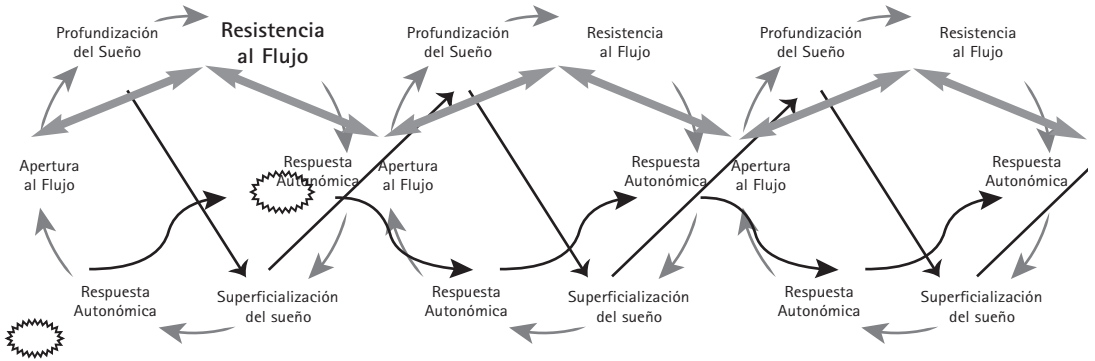 Profundización
del Sueño
Resistencia
al Flujo
Profundización
del Sueño
Resistencia
al Flujo
Profundización
del Sueño
Resistencia
al Flujo
Apertura
al Flujo
Respuesta
Autonómica
Apertura
al Flujo
Respuesta
Autonómica
Apertura
al Flujo
Respuesta
Autonómica
Respuesta
Autonómica
Superficialización
del sueño
Respuesta
Autonómica
Superficialización
del sueño
Respuesta
Autonómica
Superficialización
del sueño